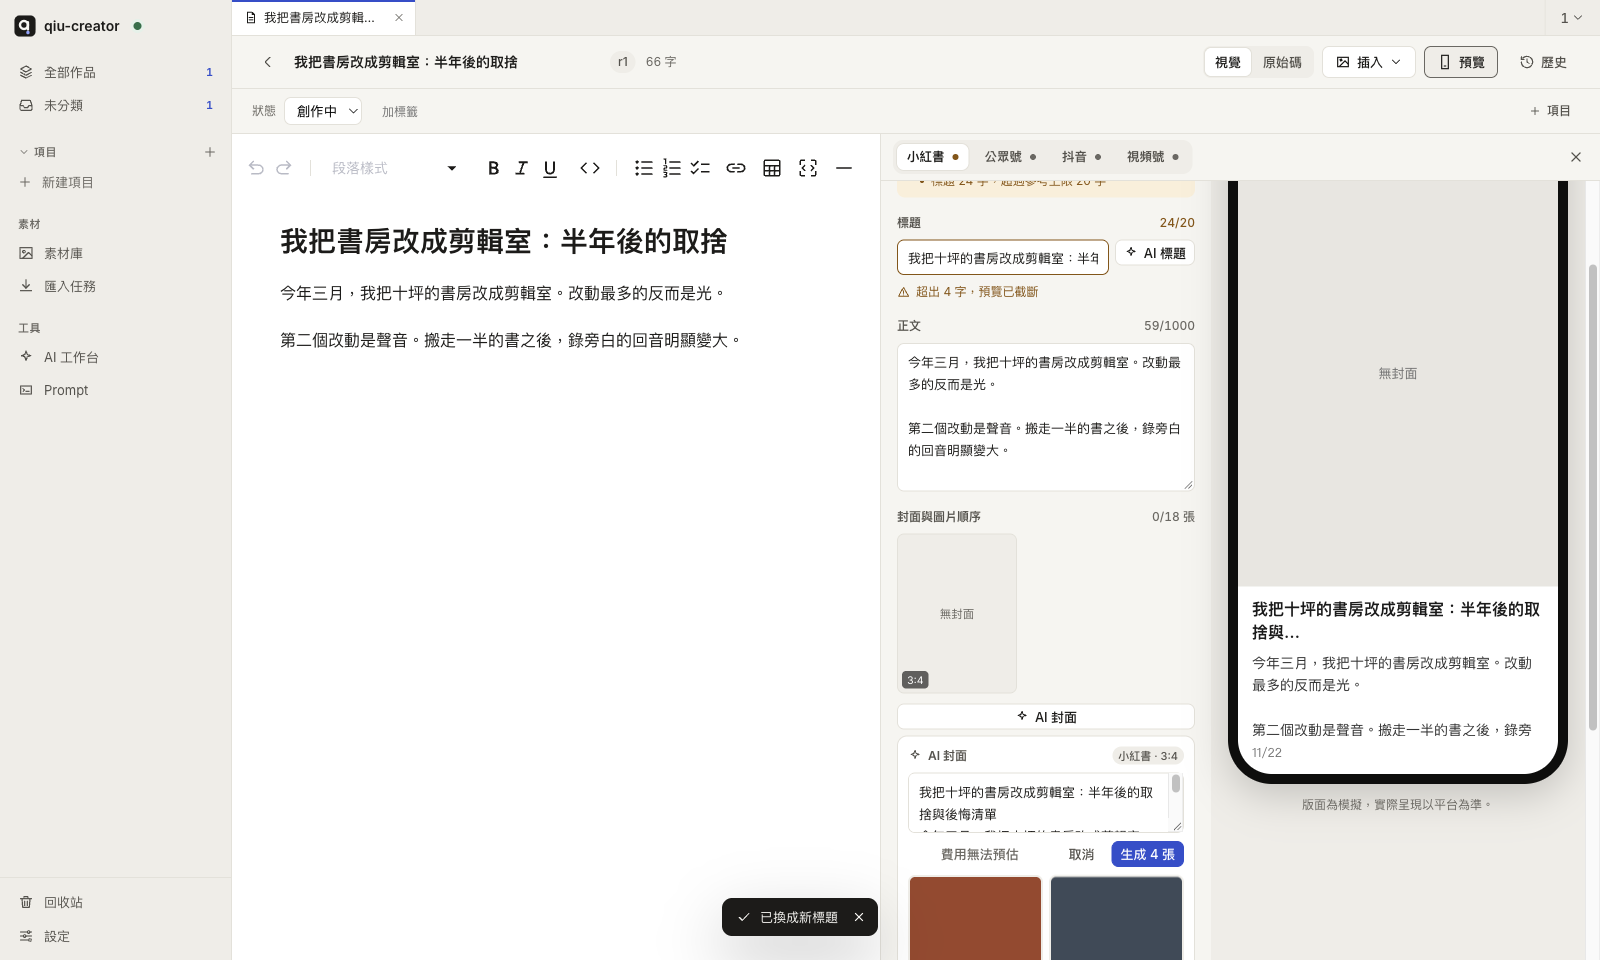 qiu-creator
全部作品 1
未分類 1
項目
新建項目
素材
素材庫
匯入任務
工具
AI 工作台
Prompt
回收站
設定
我把書房改成剪輯...
1
我把書房改成剪輯室：半年後的取捨
r1
66 字
視覺
原始碼
插入
預覽
歷史
狀態
創作中
加標籤
項目
段落樣式
我把書房改成剪輯室：半年後的取捨
今年三月，我把十坪的書房改成剪輯室。改動最多的反而是光。
第二個改動是聲音。搬走一半的書之後，錄旁白的回音明顯變大。
已換成新標題
小紅書
公眾號
抖音
視頻號
標題 24 字，超過參考上限 20 字
標題 24/20
我把十坪的書房改成剪輯室：半年
AI 標題
超出 4 字，預覽已截斷
正文 59/1000
今年三月，我把十坪的書房改成剪輯室。改動最
多的反而是光。
第二個改動是聲音。搬走一半的書之後，錄旁白
的回音明顯變大。
封面與圖片順序 0/18 張
無封面
3:4
AI 封面
AI 封面
小紅書 · 3:4
我把十坪的書房改成剪輯室：半年後的取
捨與後悔清單
費用無法預估
取消
生成 4 張
無封面
我把十坪的書房改成剪輯室：半年後的取
捨與...
今年三月，我把十坪的書房改成剪輯室。改動
最多的反而是光。
第二個改動是聲音。搬走一半的書之後，錄旁
11/22
版面為模擬，實際呈現以平台為準。